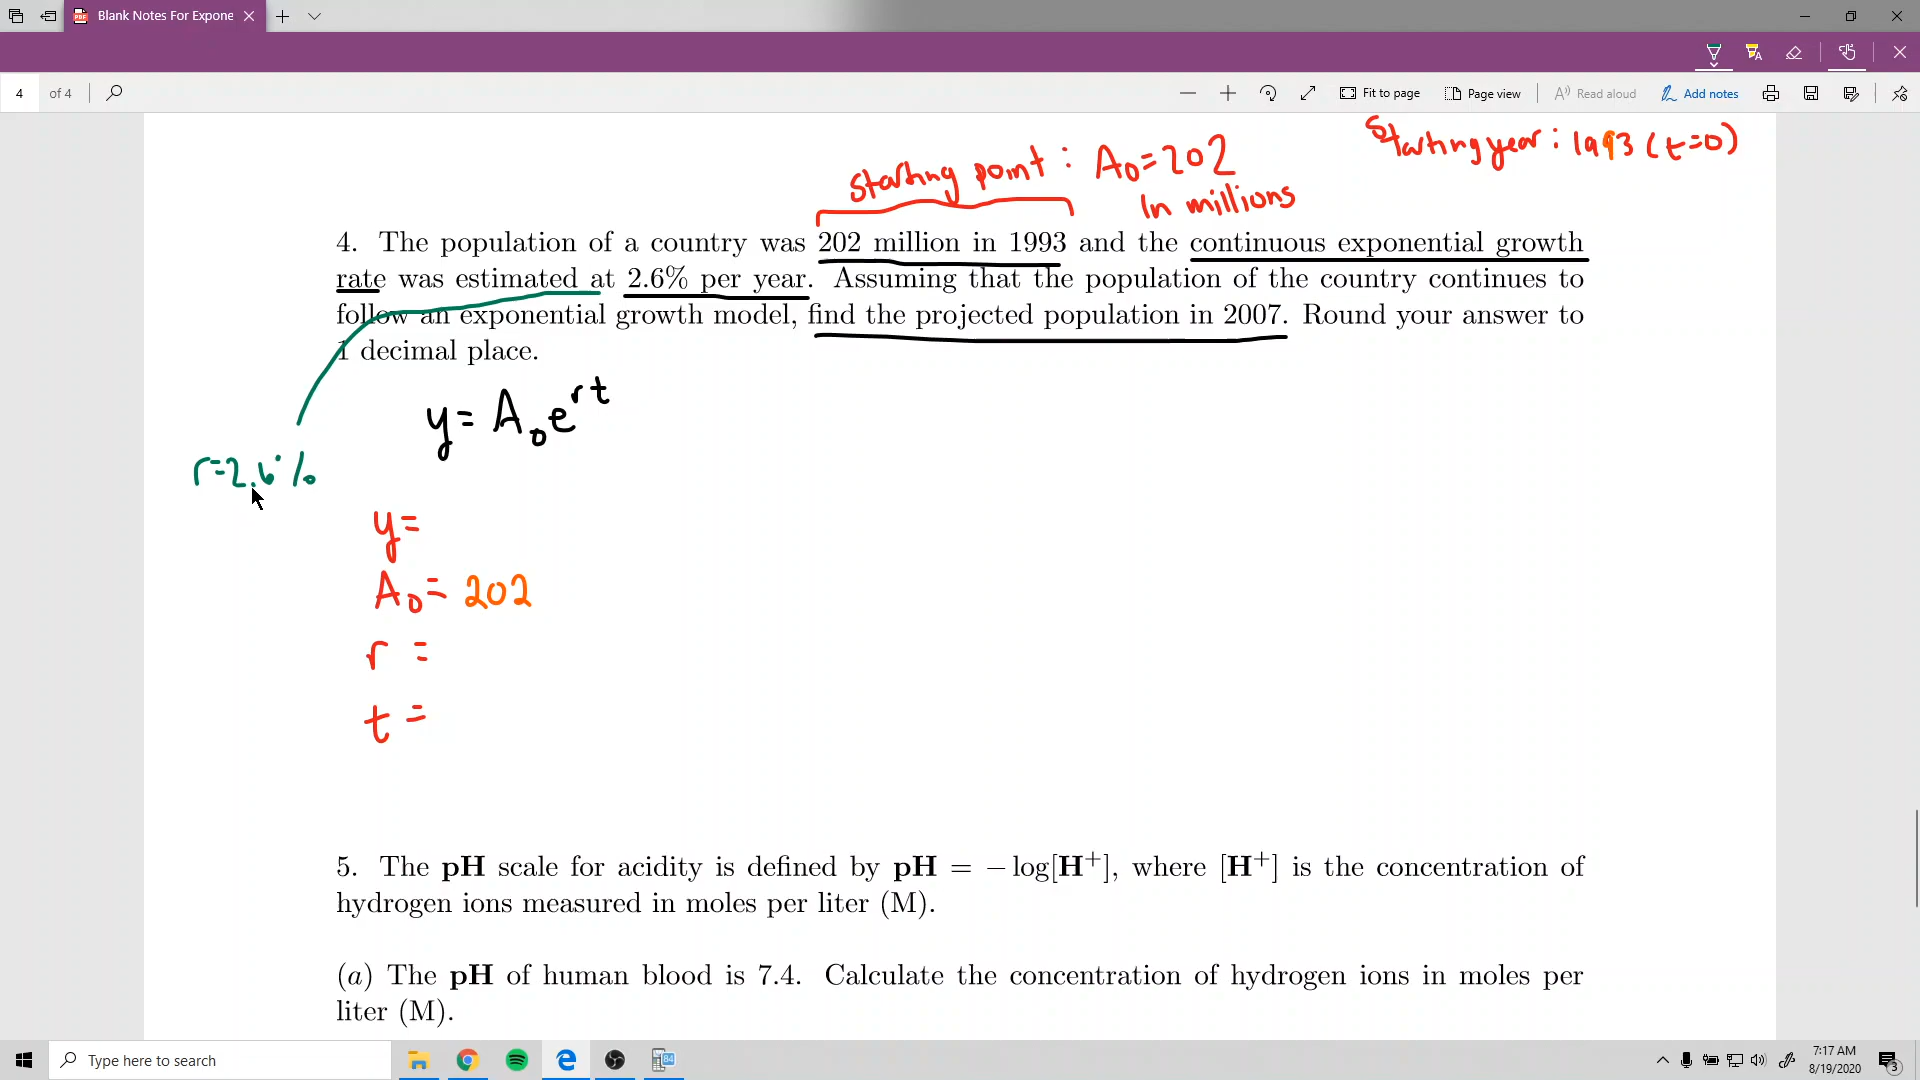 Blank Notes For Expone
4 of 4
Fit to page
Page view
Read aloud
Add notes
Starting year: 1993 (t=0)
starting point: A₀=202
In millions
4. The population of a country was 202 million in 1993 and the continuous exponential growth
rate was estimated at 2.6% per year. Assuming that the population of the country continues to
follow an exponential growth model, find the projected population in 2007. Round your answer to
1 decimal place.
y= A₀e^{rt}
r=2.6%
y=
A₀= 202
r =
t =
5. The pH scale for acidity is defined by pH = −log[H⁺], where [H⁺] is the concentration of
hydrogen ions measured in moles per liter (M).
(a) The pH of human blood is 7.4. Calculate the concentration of hydrogen ions in moles per
liter (M).
Type here to search
84
7:17 AM
8/19/2020
3